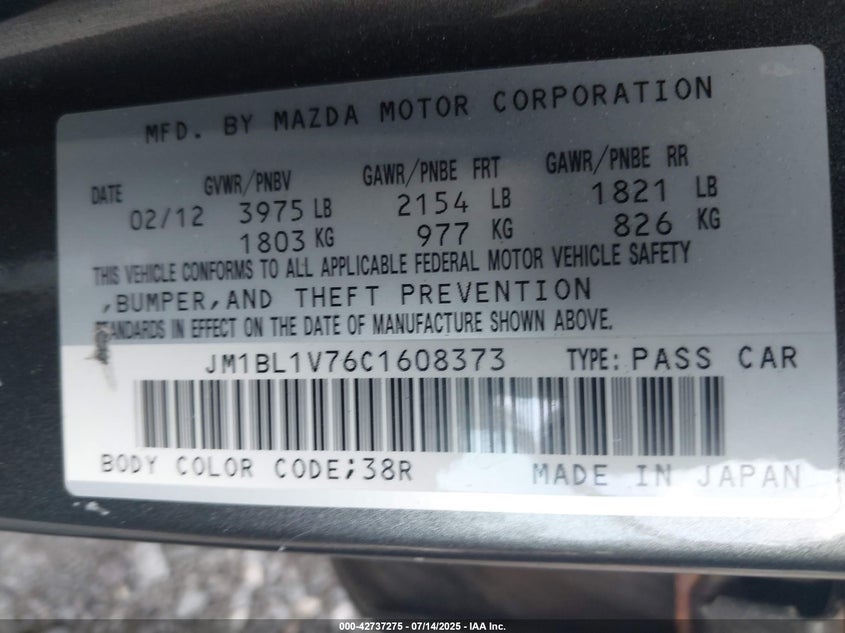 MFD. BY MAZDA MOTOR CORPORATION
DATE GVWR/PNBV GAWR/PNBE FRT GAWR/PNBE RR
02/12 3975 LB 2154 LB 1821 LB
1803 KG 977 KG 826 KG
THIS VEHICLE CONFORMS TO ALL APPLICABLE FEDERAL MOTOR VEHICLE SAFETY
,BUMPER,AND THEFT PREVENTION
STANDARDS IN EFFECT ON THE DATE OF MANUFACTURE SHOWN ABOVE.
JM1BL1V76C1608373 TYPE: PASS CAR
BODY COLOR CODE;38R MADE IN JAPAN
000-42737275 - 07/14/2025 - IAA Inc.